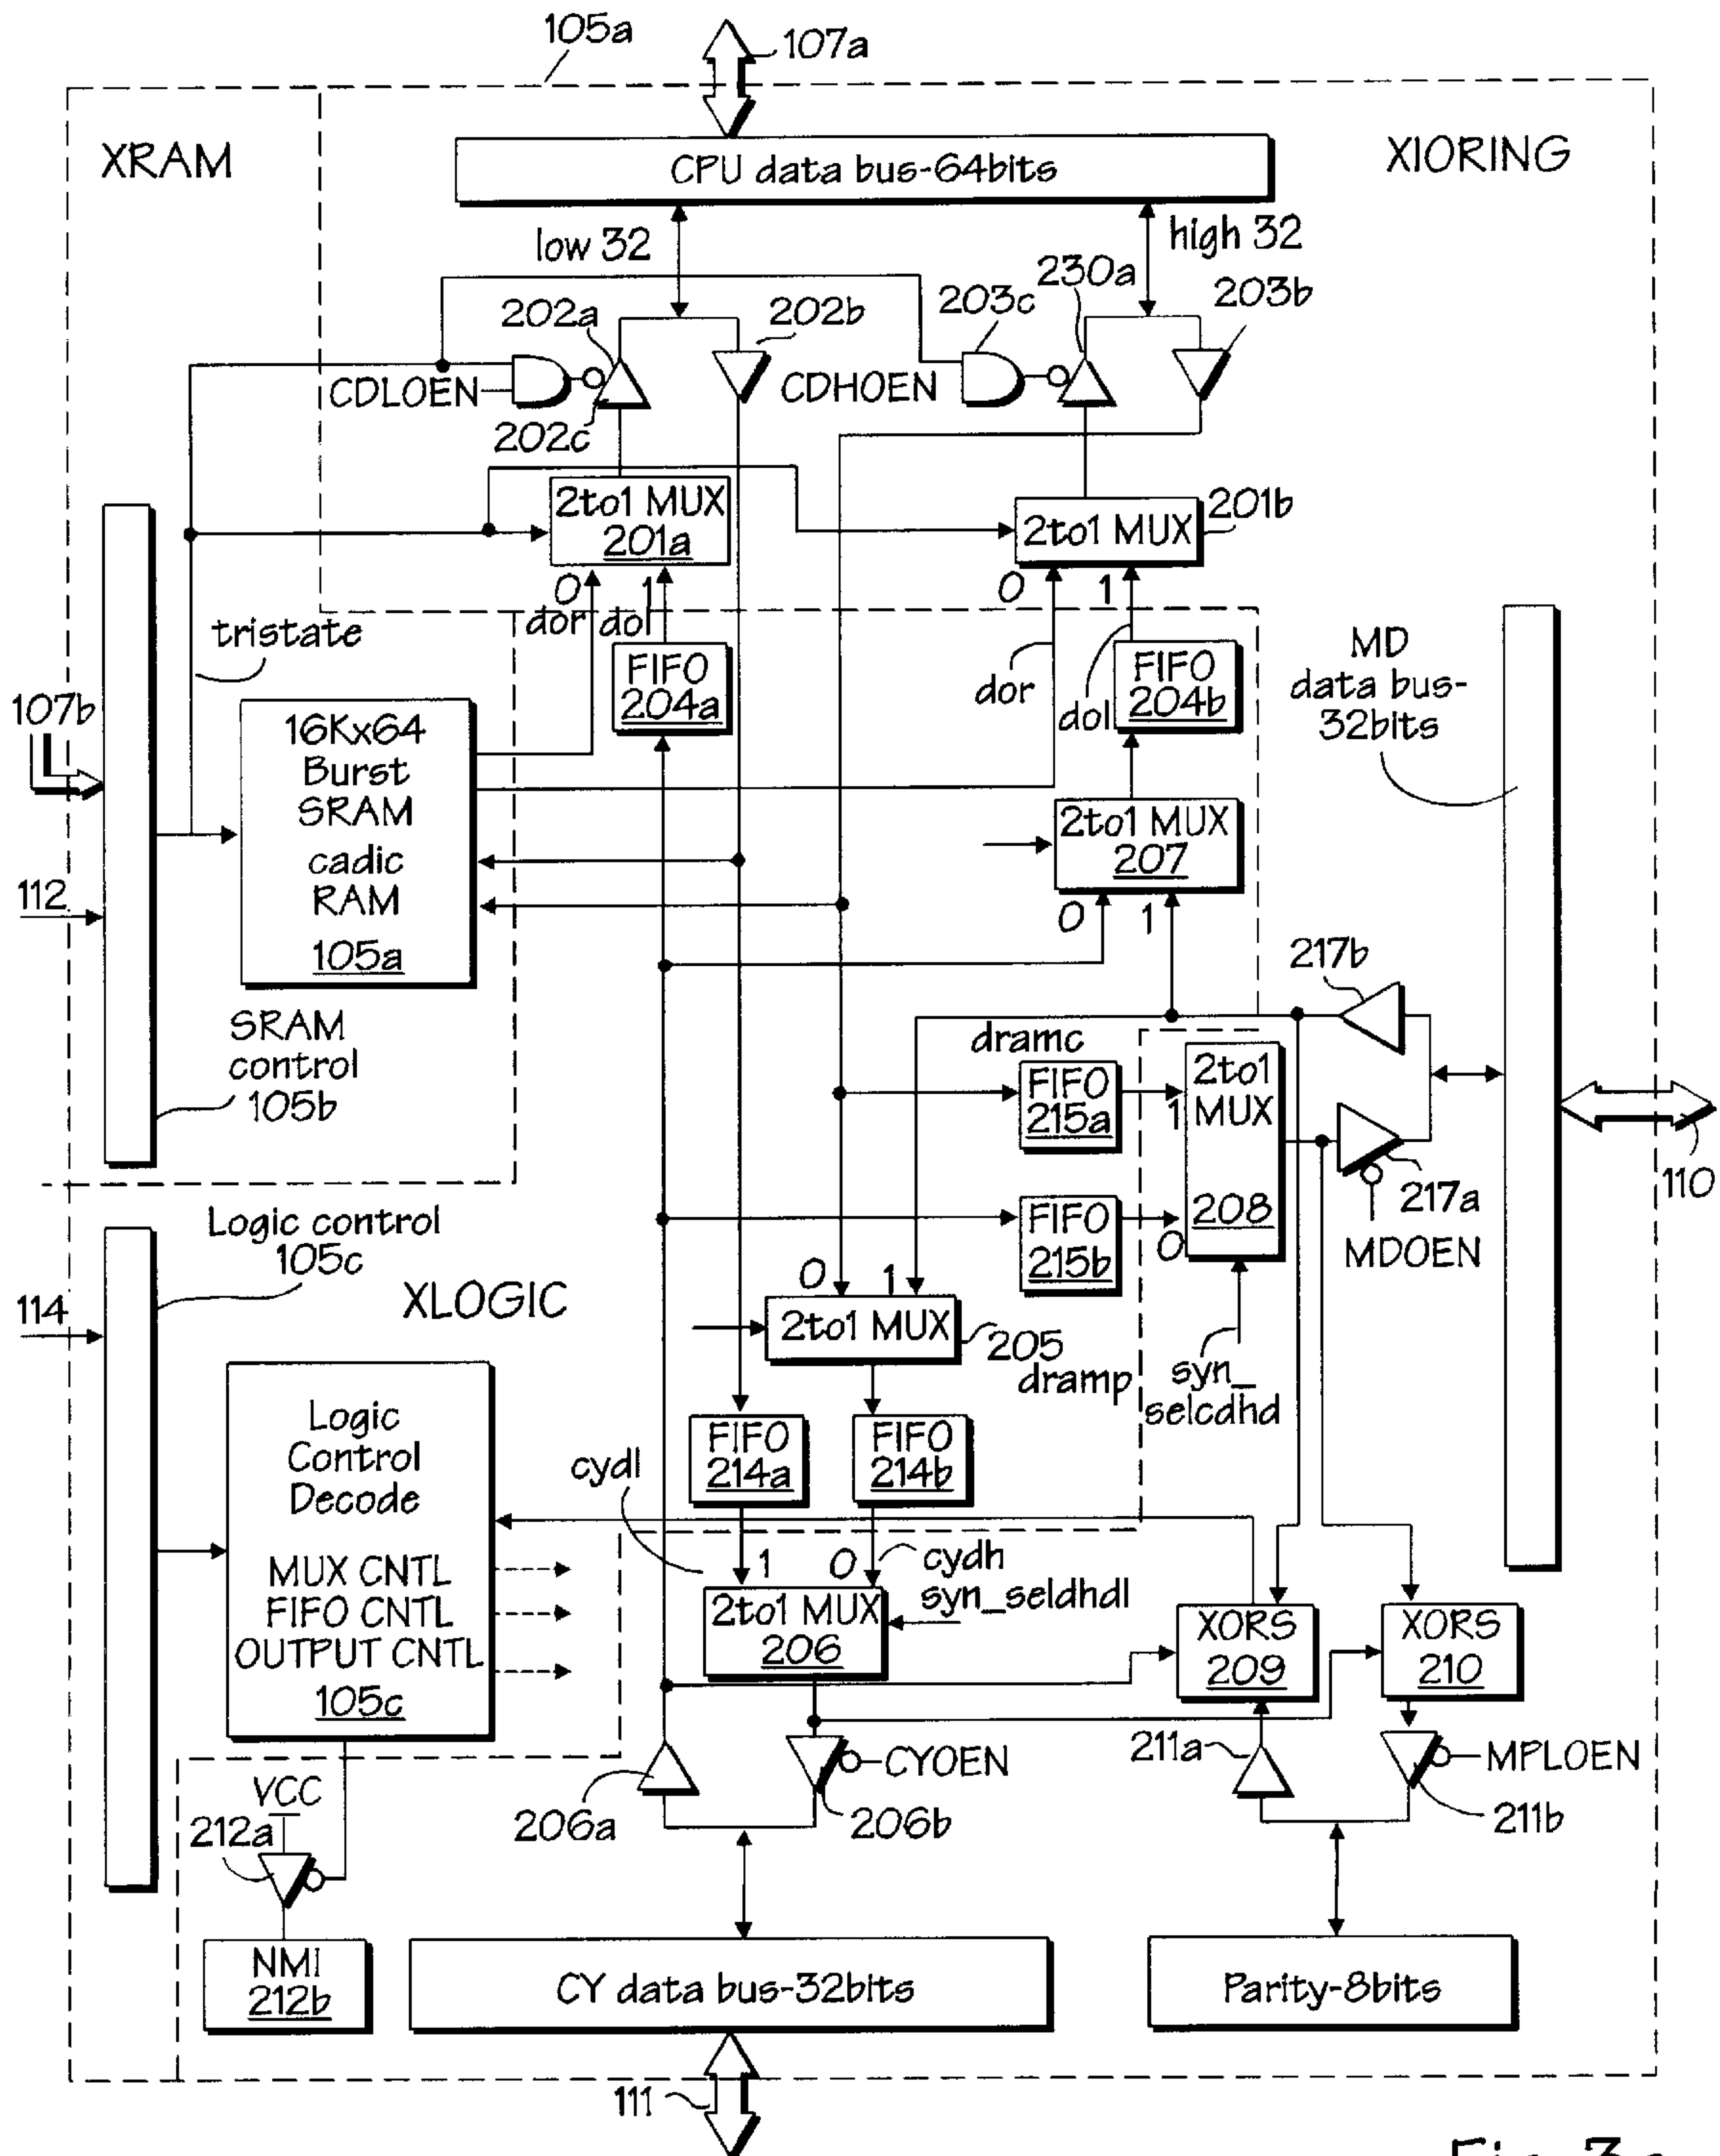 105a
107a
XRAM
CPU data bus-64bits
XIORING
low 32
high 32
202a
202b
203c
230a
203b
CDLOEN
CDHOEN
202c
2to1 MUX
201a
2to1 MUX
201b
0
1
0
1
dor
dol
tristate
FIFO
204a
dor
dol
FIFO
204b
MD
data bus-
32bits
107b
16Kx64
Burst
SRAM
cadic
RAM
105a
2to1 MUX
207
0
1
112
217b
SRAM
control
105b
dramc
FIFO
215a
2to1
MUX
1
208
0
FIFO
215b
217a
MDOEN
110
Logic control
105c
XLOGIC
114
0
1
2to1 MUX
205
dramp
syn_
selcdhd
Logic
Control
Decode
MUX CNTL
FIFO CNTL
OUTPUT CNTL
105c
FIFO
214a
FIFO
214b
cydl
1
0
cydh
syn_seldhdl
2to1 MUX
206
XORS
209
XORS
210
CYOEN
206a
206b
211a
MPLOEN
211b
VCC
212a
NMI
212b
CY data bus-32bits
Parity-8bits
111